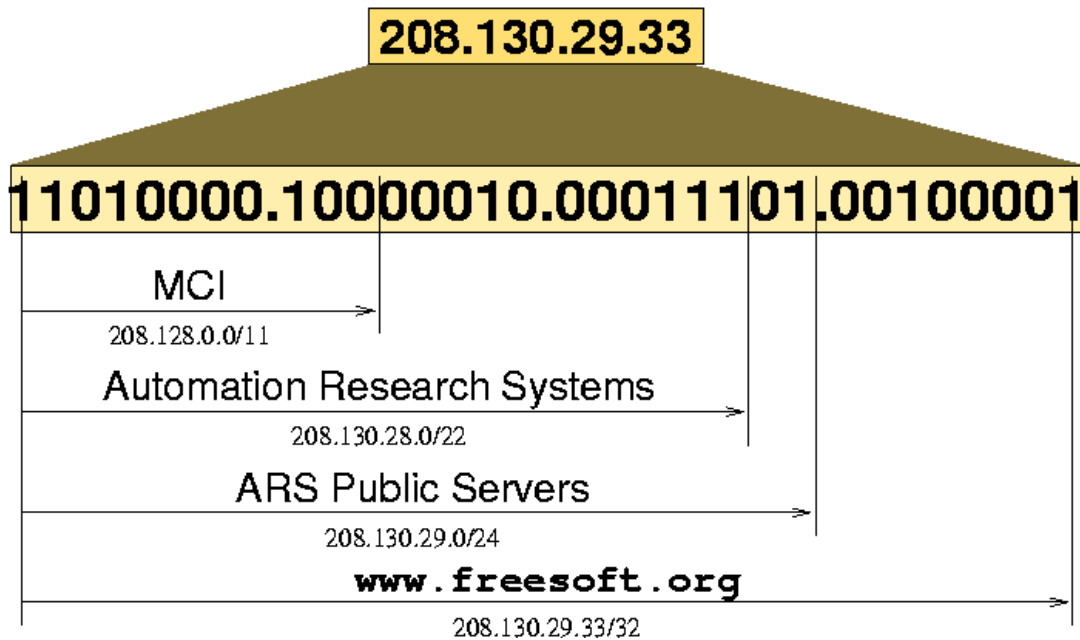 208.130.29.33
11010000.10000010.00011101.00100001
MCI
208.128.0.0/11
Automation Research Systems
208.130.28.0/22
ARS Public Servers
208.130.29.0/24
www.freesoft.org
208.130.29.33/32